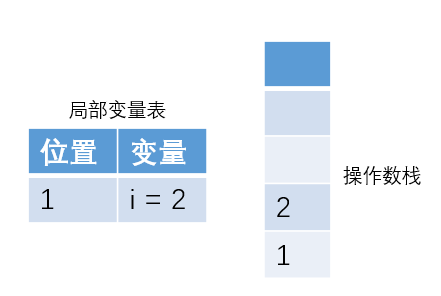 局部变量表
位置 变量
1 i = 2
操作数栈
2
1